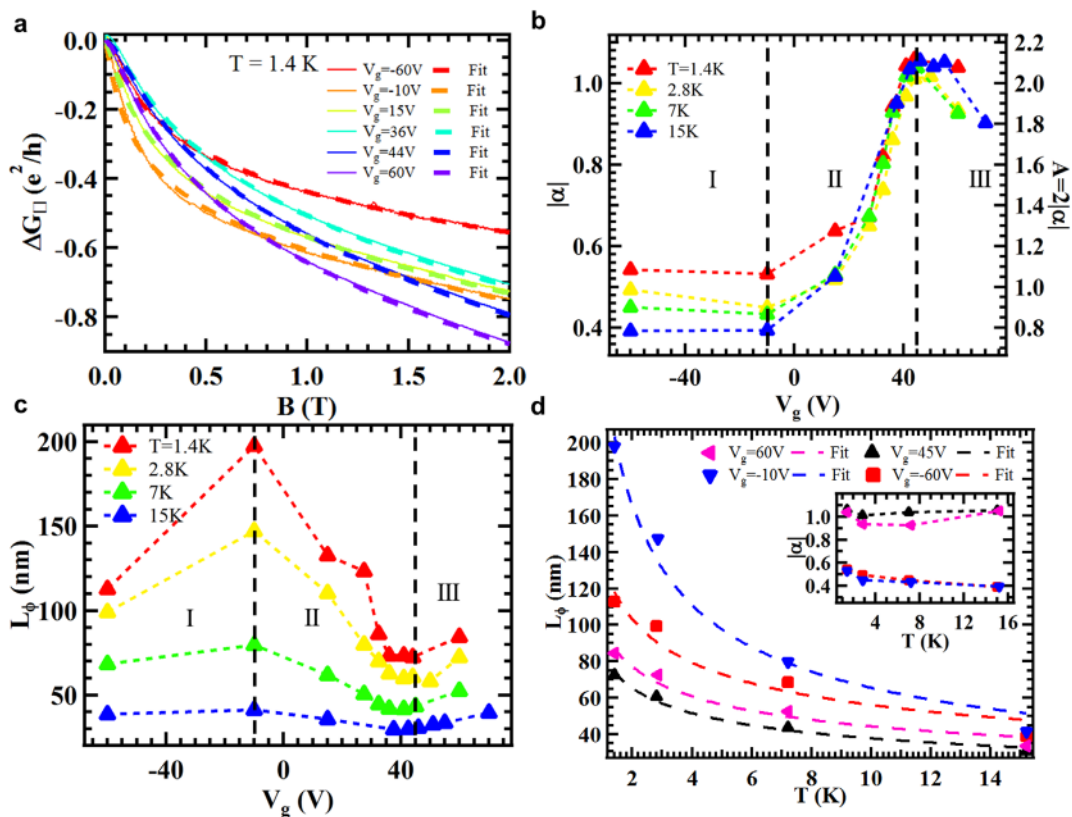 a
T = 1.4 K
V_g=-60V Fit
V_g=-10V Fit
V_g=15V Fit
V_g=36V Fit
V_g=44V Fit
V_g=60V Fit
0.0
-0.2
-0.4
-0.6
-0.8
ΔG□ (e²/h)
0.0 0.5 1.0 1.5 2.0
B (T)
b
T=1.4K
2.8K
7K
15K
I II III
1.0
0.8
0.6
0.4
|α|
2.2
2.0
1.8
1.6
1.4
1.2
1.0
0.8
A=2|α|
-40 0 40
V_g (V)
c
T=1.4K
2.8K
7K
15K
I II III
200
150
100
50
L_ϕ (nm)
-40 0 40
V_g (V)
d
V_g=60V Fit V_g=45V Fit
V_g=-10V Fit V_g=-60V Fit
200
180
160
140
120
100
80
60
40
L_ϕ (nm)
1.0
0.8
0.6
0.4
|α|
4 8 12 16
T (K)
2 4 6 8 10 12 14
T (K)